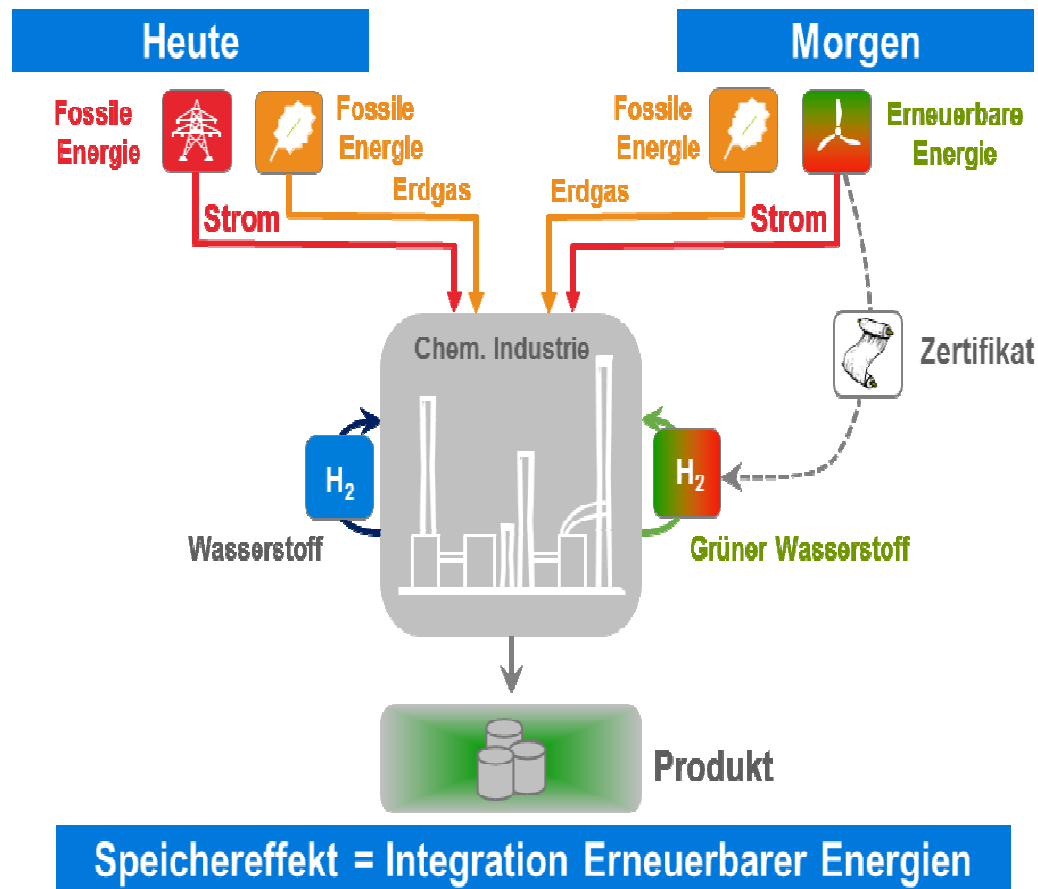 Heute
Morgen
Fossile
Energie
Fossile
Energie
Fossile
Energie
Erneuerbare
Energie
Erdgas
Erdgas
Strom
Strom
Chem. Industrie
Zertifikat
H2
H2
Wasserstoff
Grüner Wasserstoff
Produkt
Speichereffekt = Integration Erneuerbarer Energien